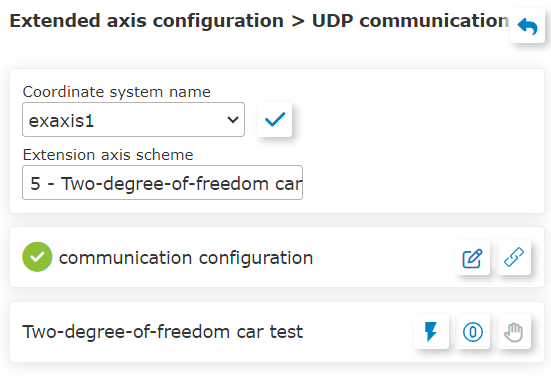 Extended axis configuration > UDP communication
Coordinate system name
exaxis1
Extension axis scheme
5 - Two-degree-of-freedom car
communication configuration
Two-degree-of-freedom car test